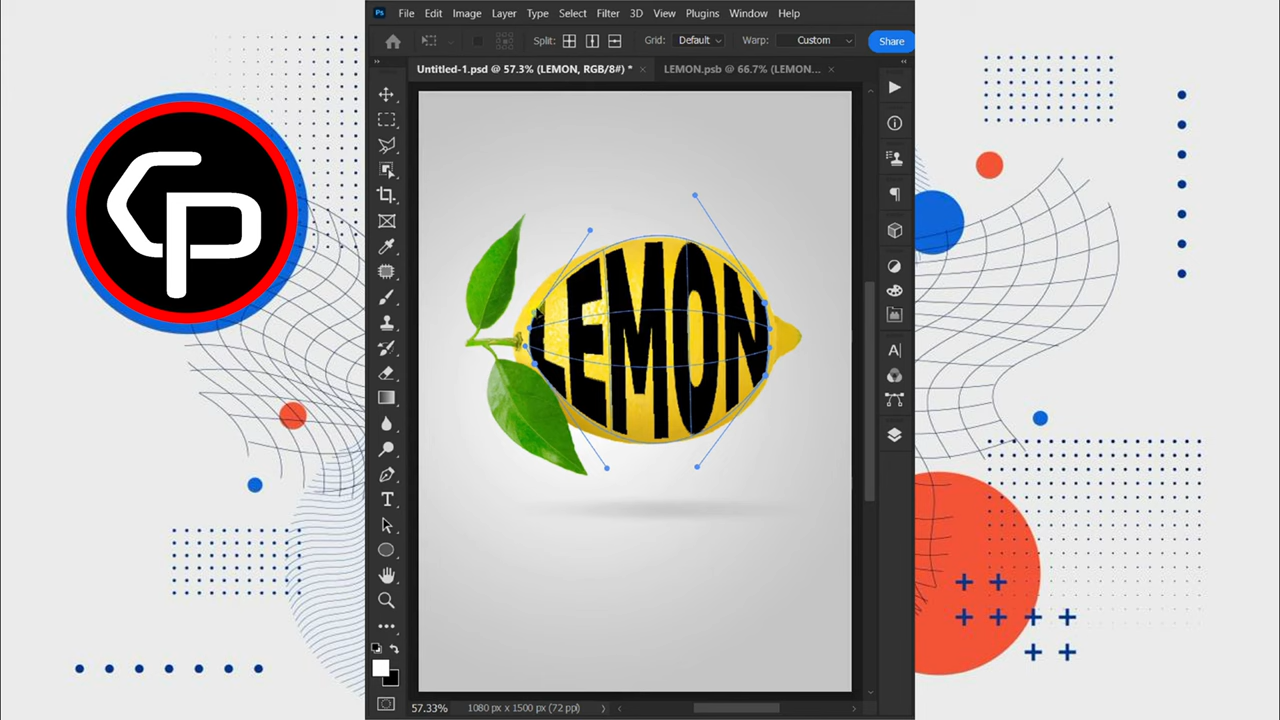 CP
Ps File Edit Image Layer Type Select Filter 3D View Plugins Window Help
Split: Grid: Default Warp: Custom Share
Untitled-1.psd @ 57.3% (LEMON, RGB/8#) * × LEMON.psb @ 66.7% (LEMON... ×
LEMON
57.33% 1080 px x 1500 px (72 ppi)